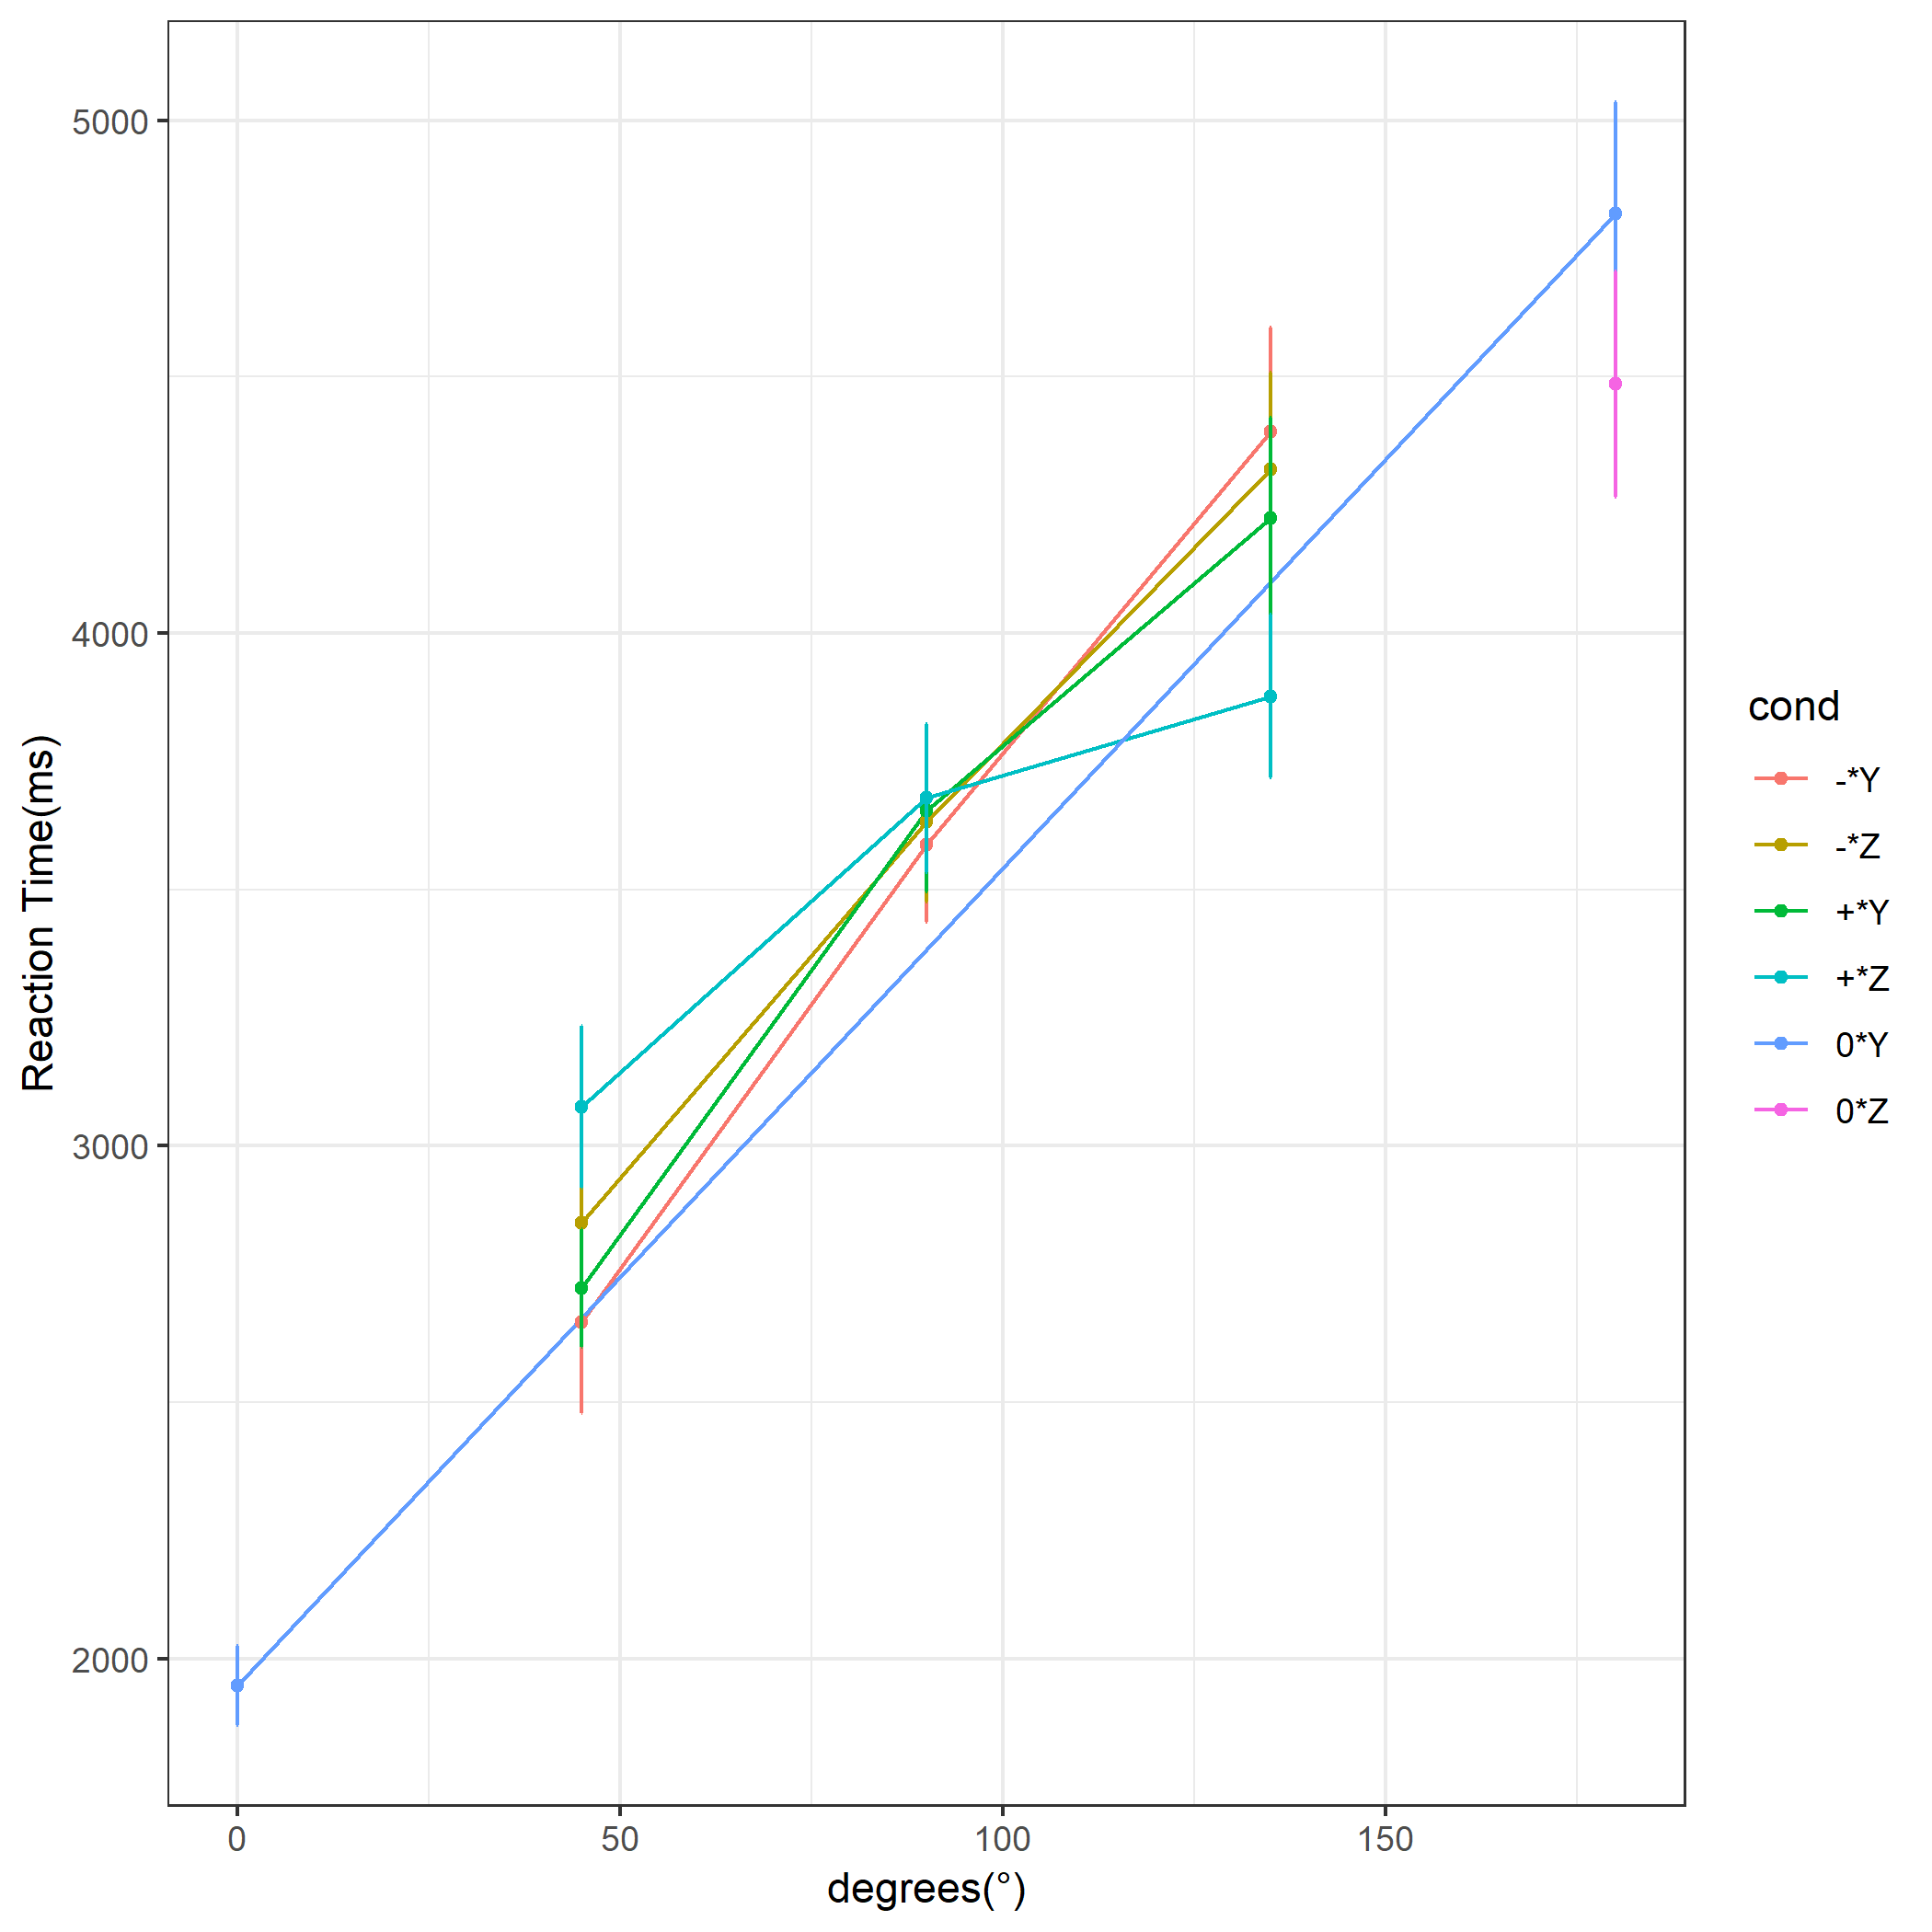 5000
4000
3000
2000
Reaction Time(ms)
0 50 100 150
degrees(°)
cond
-*Y
-*Z
+*Y
+*Z
0*Y
0*Z